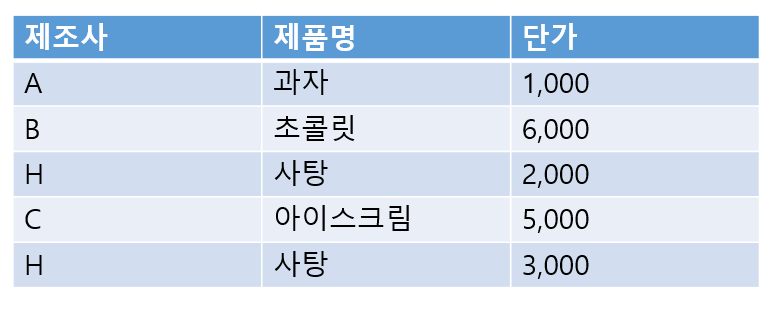 제조사 제품명 단가
A 과자 1,000
B 초콜릿 6,000
H 사탕 2,000
C 아이스크림 5,000
H 사탕 3,000